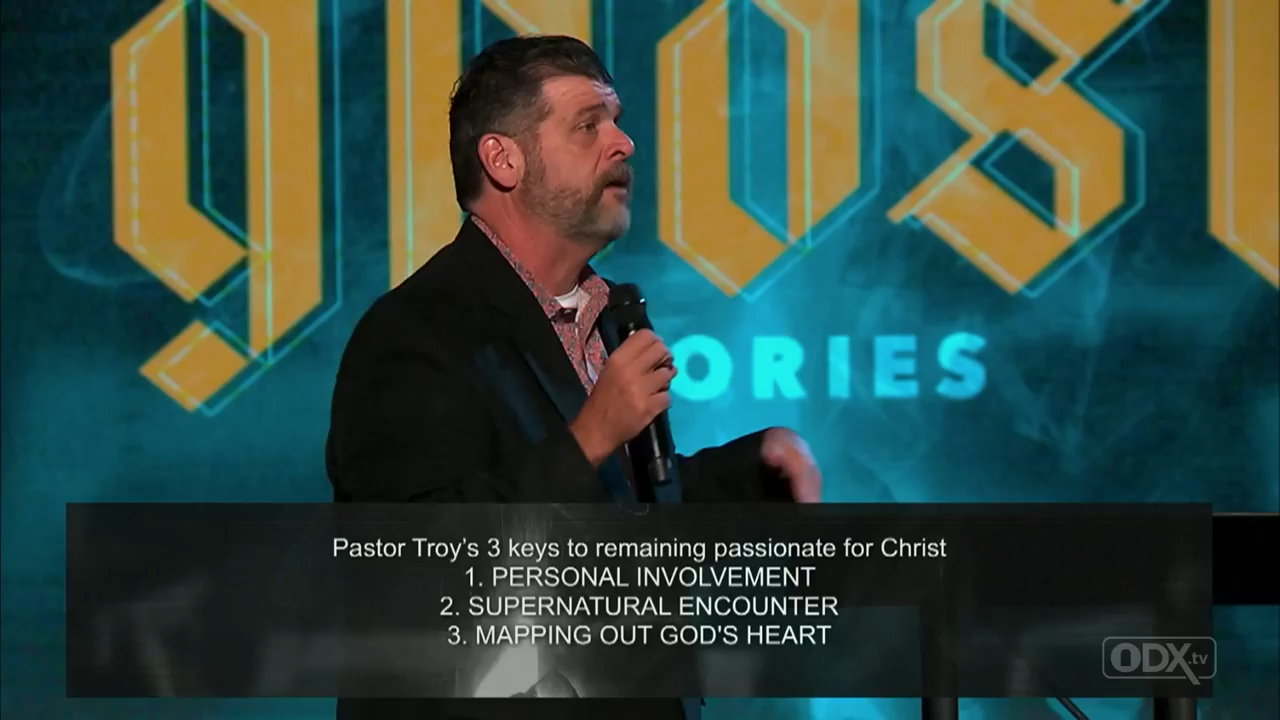 ghost
ORIES
Pastor Troy's 3 keys to remaining passionate for Christ
1. PERSONAL INVOLVEMENT
2. SUPERNATURAL ENCOUNTER
3. MAPPING OUT GOD'S HEART
ODX.tv